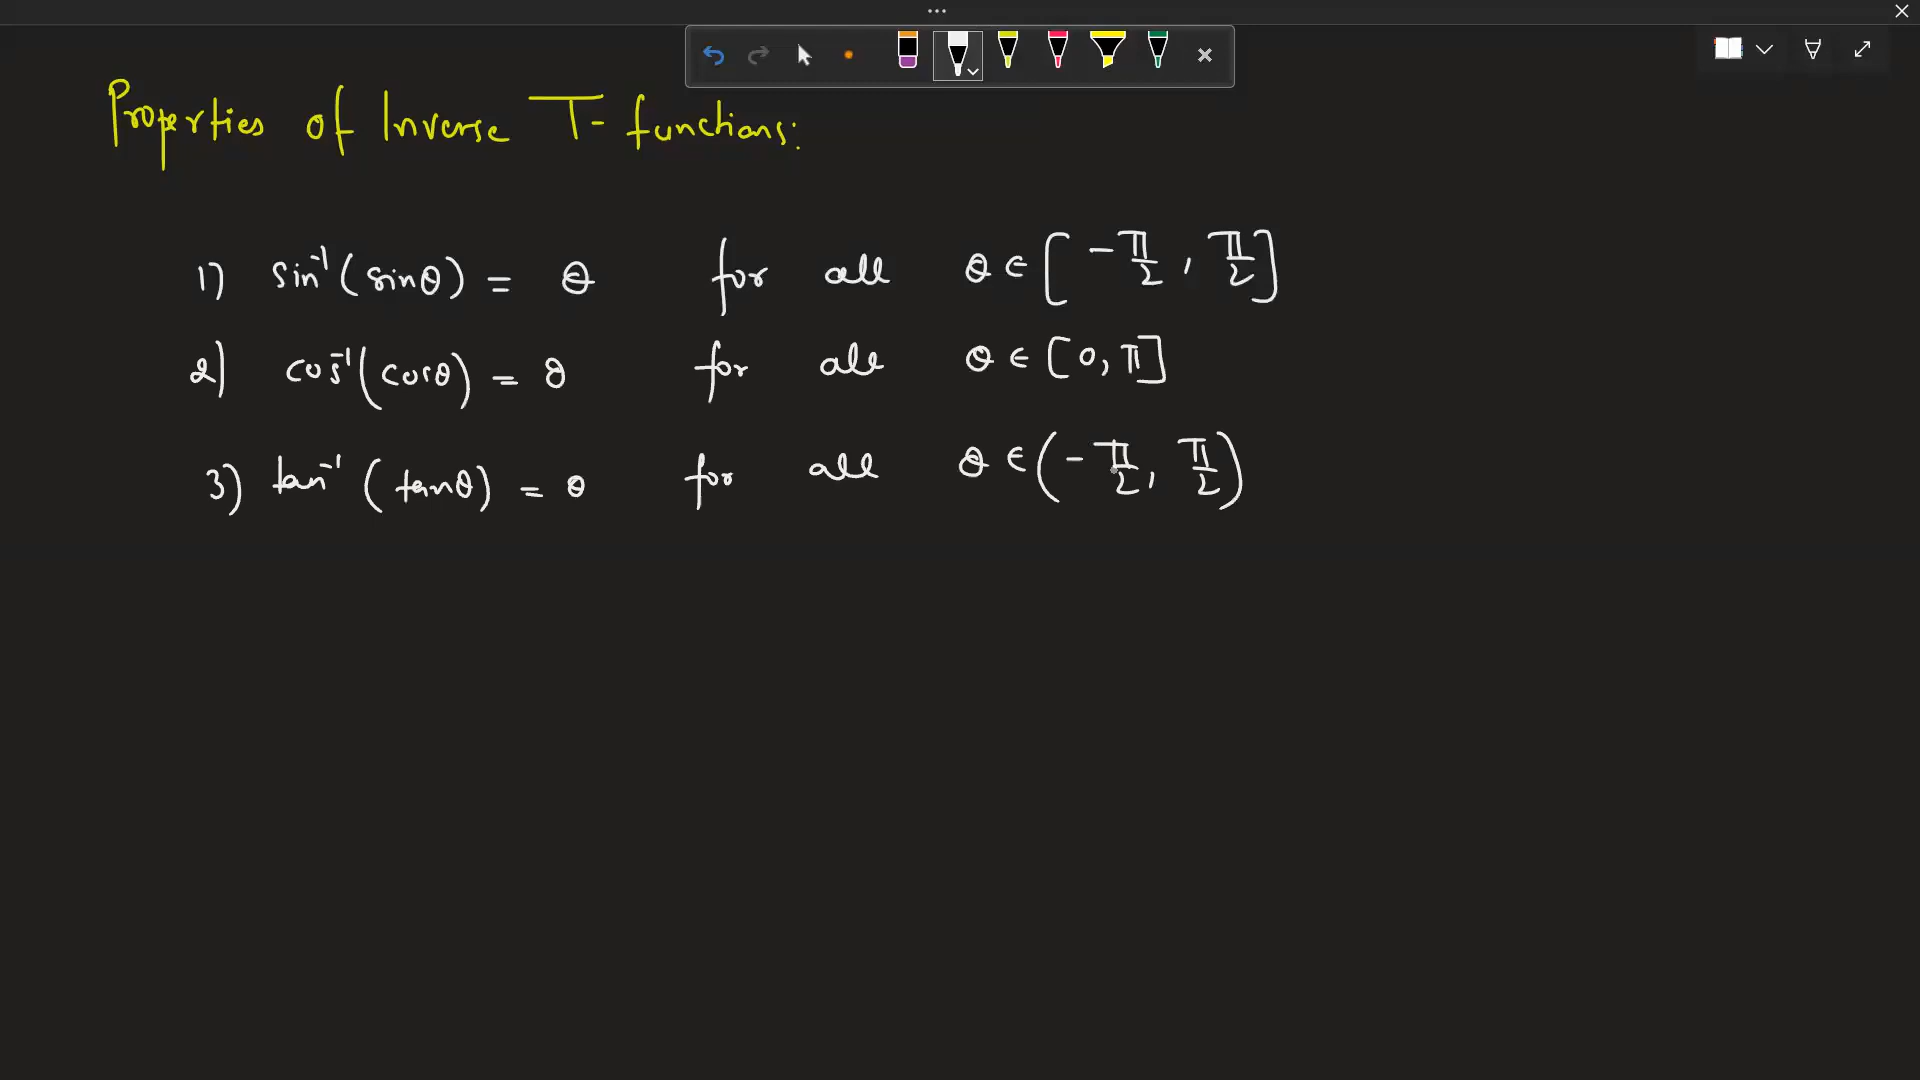 Properties of Inverse T- functions:
1) sin⁻¹(sinθ) = θ for all θ ∈ [-π/2, π/2]
2) cos⁻¹(cosθ) = θ for all θ ∈ [0, π]
3) tan⁻¹(tanθ) = θ for all θ ∈ (-π/2, π/2)